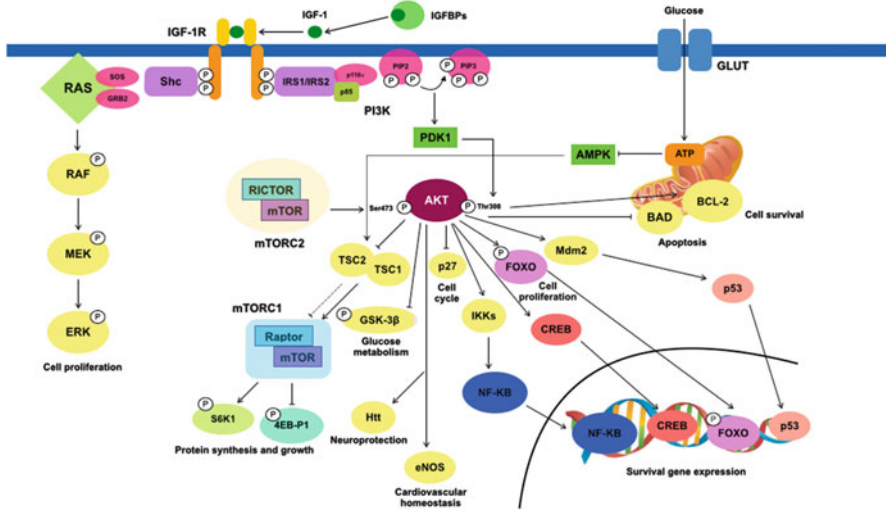 IGF-1
IGFBPs
Glucose
IGF-1R
GLUT
RAS
SOS
GRB2
Shc
P
P
P
P
IRS1/IRS2
p110α
p85
PI3K
PIP2
P
P
P
PIP3
P
P
PDK1
AMPK
ATP
RAF
P
RICTOR
mTOR
mTORC2
Ser473
P
AKT
P
Thr308
BAD
BCL-2
Cell survival
Apoptosis
MEK
P
TSC2
TSC1
p27
Cell
cycle
P
FOXO
Cell
proliferation
Mdm2
p53
ERK
P
Cell proliferation
mTORC1
Raptor
mTOR
P
GSK-3β
Glucose
metabolism
IKKs
CREB
P
S6K1
P
4EB-P1
Protein synthesis and growth
Htt
Neuroprotection
NF-KB
eNOS
Cardiovascular
homeostasis
NF-KB
CREB
P
FOXO
p53
Survival gene expression